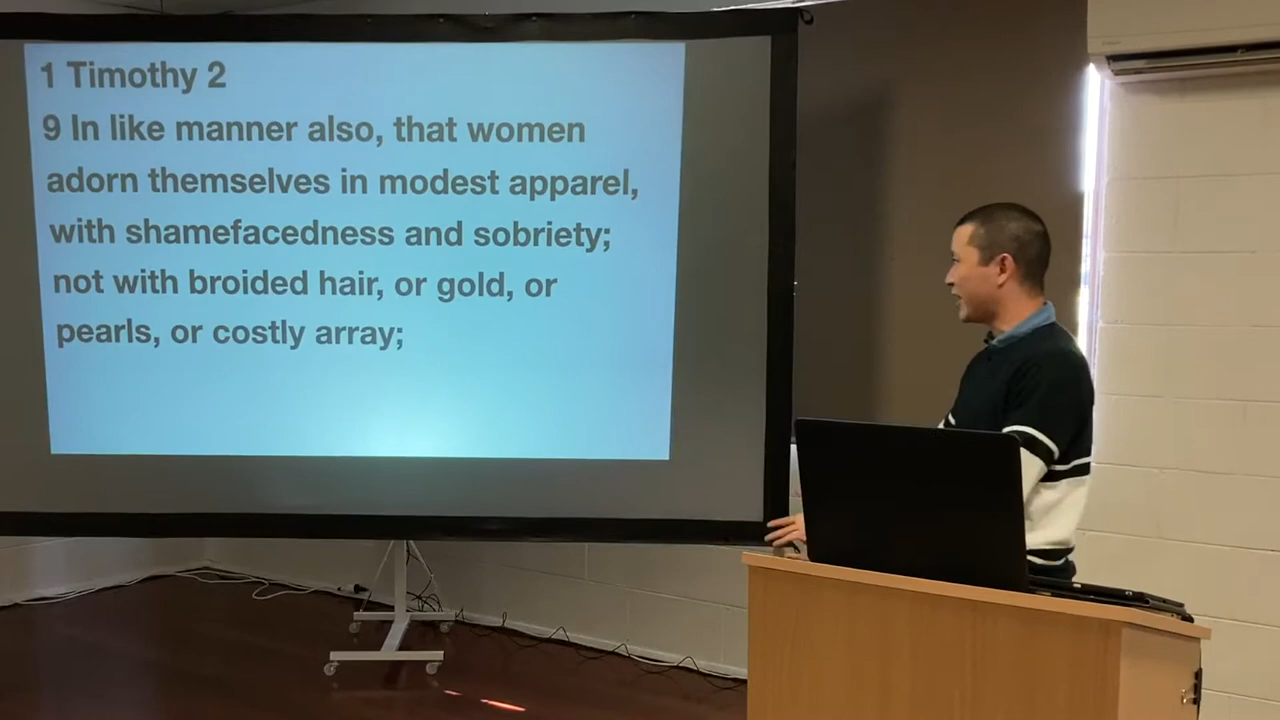 1 Timothy 2
9 In like manner also, that women
adorn themselves in modest apparel,
with shamefacedness and sobriety;
not with broided hair, or gold, or
pearls, or costly array;